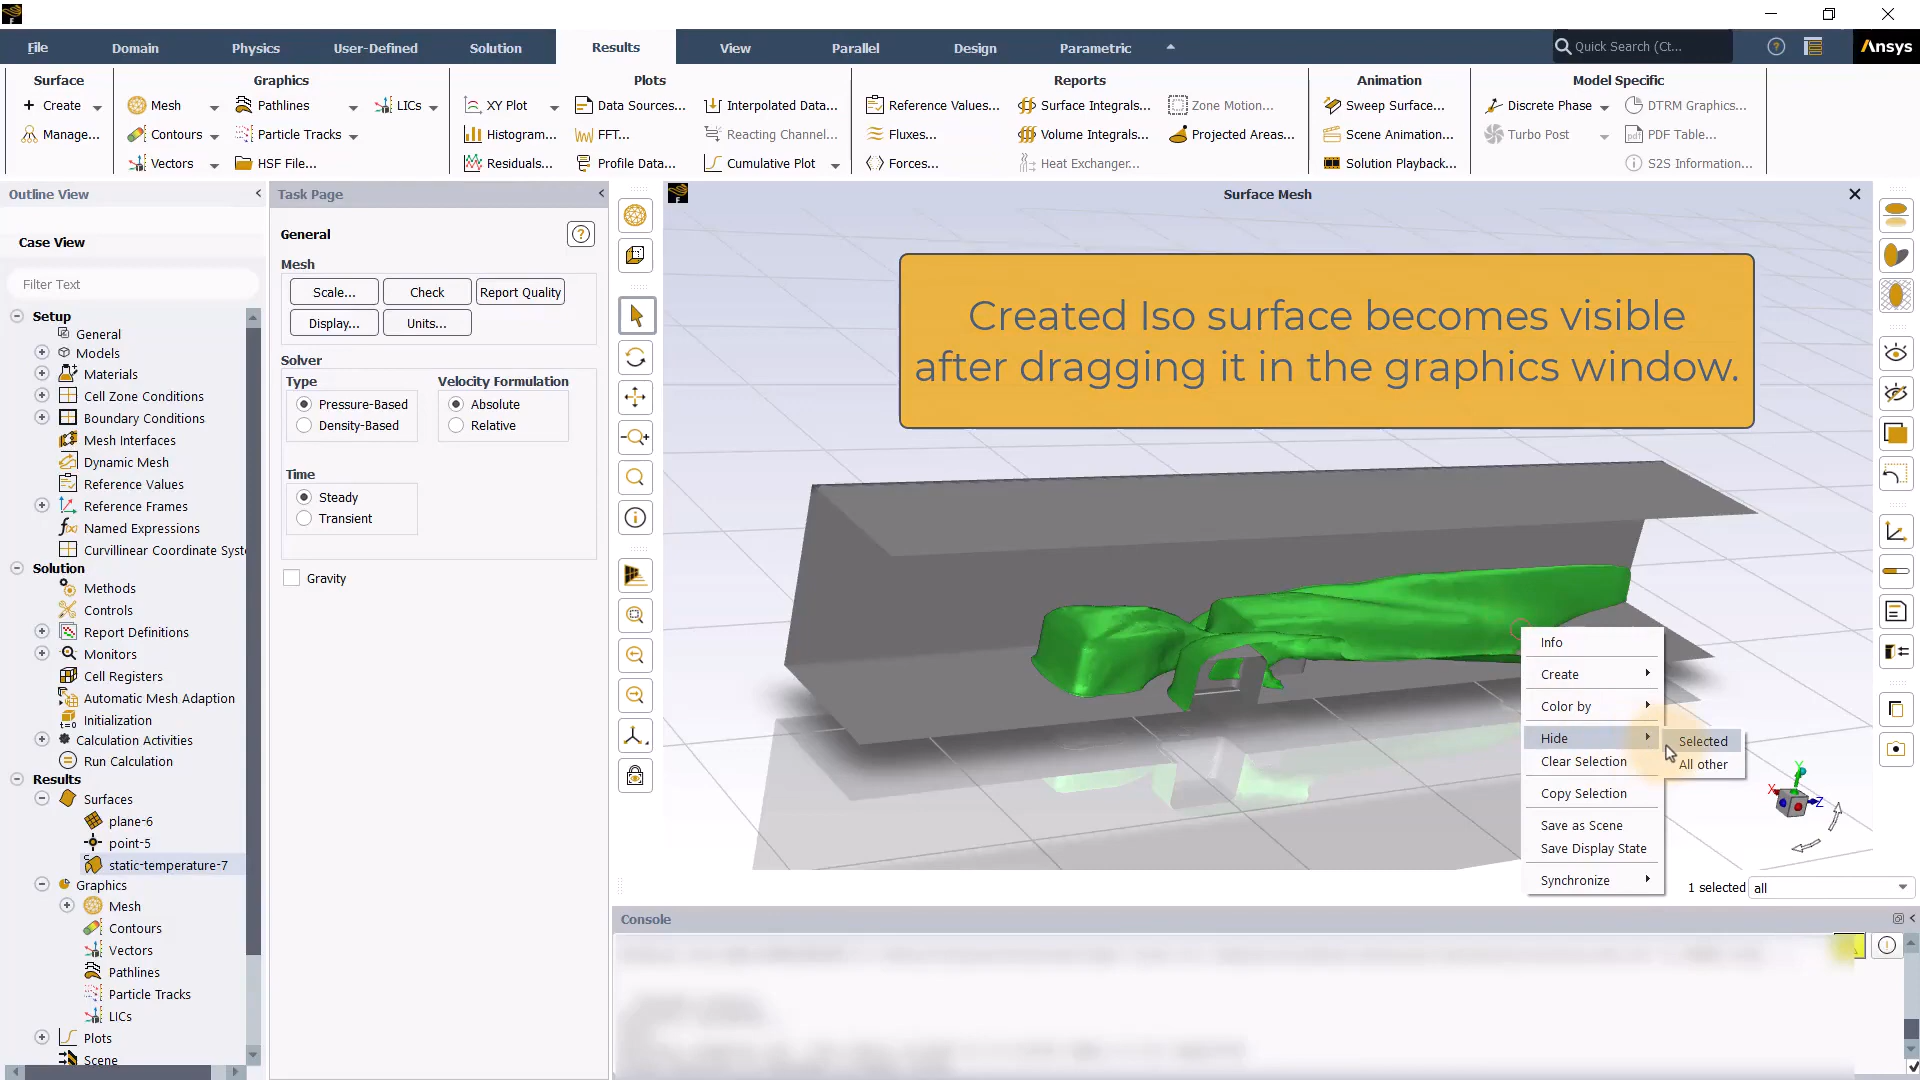 File
Domain
Physics
User-Defined
Solution
Results
View
Parallel
Design
Parametric
Quick Search (Ct...
Ansys
Surface
Create
Manage...
Graphics
Mesh
Contours
Vectors
Pathlines
Particle Tracks
HSF File...
LICs
Plots
XY Plot
Histogram...
Residuals...
Data Sources...
FFT...
Profile Data...
Interpolated Data...
Reacting Channel...
Cumulative Plot
Reports
Reference Values...
Fluxes...
Forces...
Surface Integrals...
Volume Integrals...
Heat Exchanger...
Zone Motion...
Projected Areas...
Animation
Sweep Surface...
Scene Animation...
Solution Playback...
Model Specific
Discrete Phase
Turbo Post
DTRM Graphics...
PDF Table...
S2S Information...
Outline View
Case View
Filter Text
Setup
General
Models
Materials
Cell Zone Conditions
Boundary Conditions
Mesh Interfaces
Dynamic Mesh
Reference Values
Reference Frames
Named Expressions
Curvillinear Coordinate Syst
Solution
Methods
Controls
Report Definitions
Monitors
Cell Registers
Automatic Mesh Adaption
Initialization
Calculation Activities
Run Calculation
Results
Surfaces
plane-6
point-5
static-temperature-7
Graphics
Mesh
Contours
Vectors
Pathlines
Particle Tracks
LICs
Plots
Scene
Task Page
General
Mesh
Scale...
Check
Report Quality
Display...
Units...
Solver
Type
Pressure-Based
Density-Based
Velocity Formulation
Absolute
Relative
Time
Steady
Transient
Gravity
Surface Mesh
Created Iso surface becomes visible
after dragging it in the graphics window.
Info
Create
Color by
Hide
Clear Selection
Copy Selection
Save as Scene
Save Display State
Synchronize
Selected
All other
Y
X
Z
1 selected
all
Console